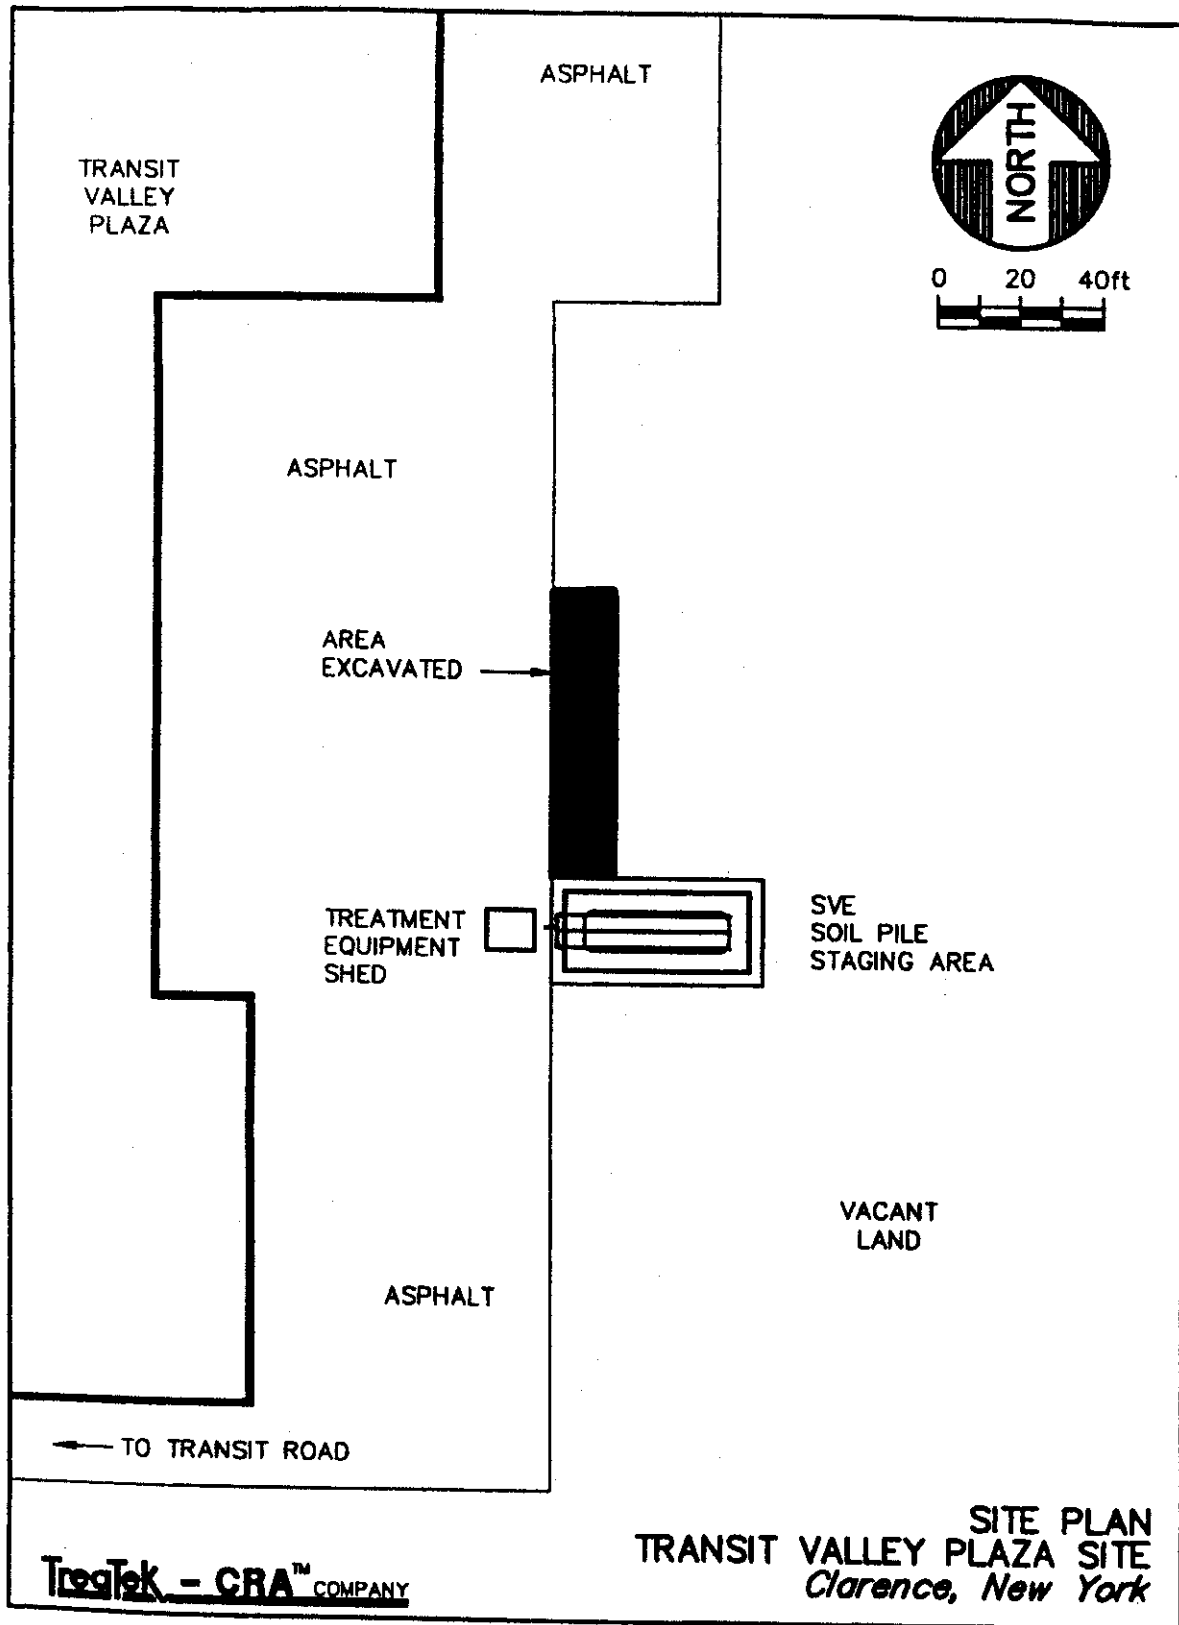 ASPHALT
TRANSIT
VALLEY
PLAZA
NORTH
0 20 40ft
ASPHALT
AREA
EXCAVATED
TREATMENT
EQUIPMENT
SHED
SVE
SOIL PILE
STAGING AREA
VACANT
LAND
ASPHALT
TO TRANSIT ROAD
SITE PLAN
TRANSIT VALLEY PLAZA SITE
Clarence, New York
TreaTek - CRA™ COMPANY